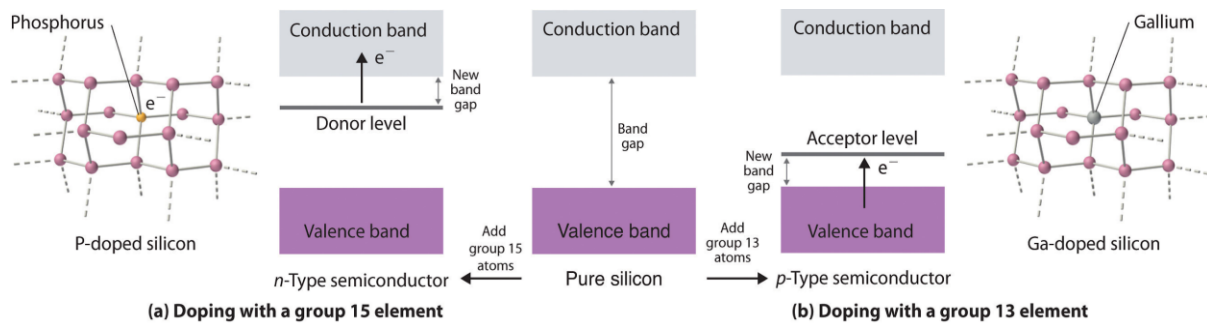 Phosphorus
e⁻
P-doped silicon
Conduction band
e⁻
New
band
gap
Donor level
Valence band
n-Type semiconductor
Add
group 15
atoms
Conduction band
Band
gap
Valence band
Pure silicon
Add
group 13
atoms
Conduction band
Acceptor level
New
band
gap
e⁻
Valence band
p-Type semiconductor
Gallium
Ga-doped silicon
(a) Doping with a group 15 element
(b) Doping with a group 13 element